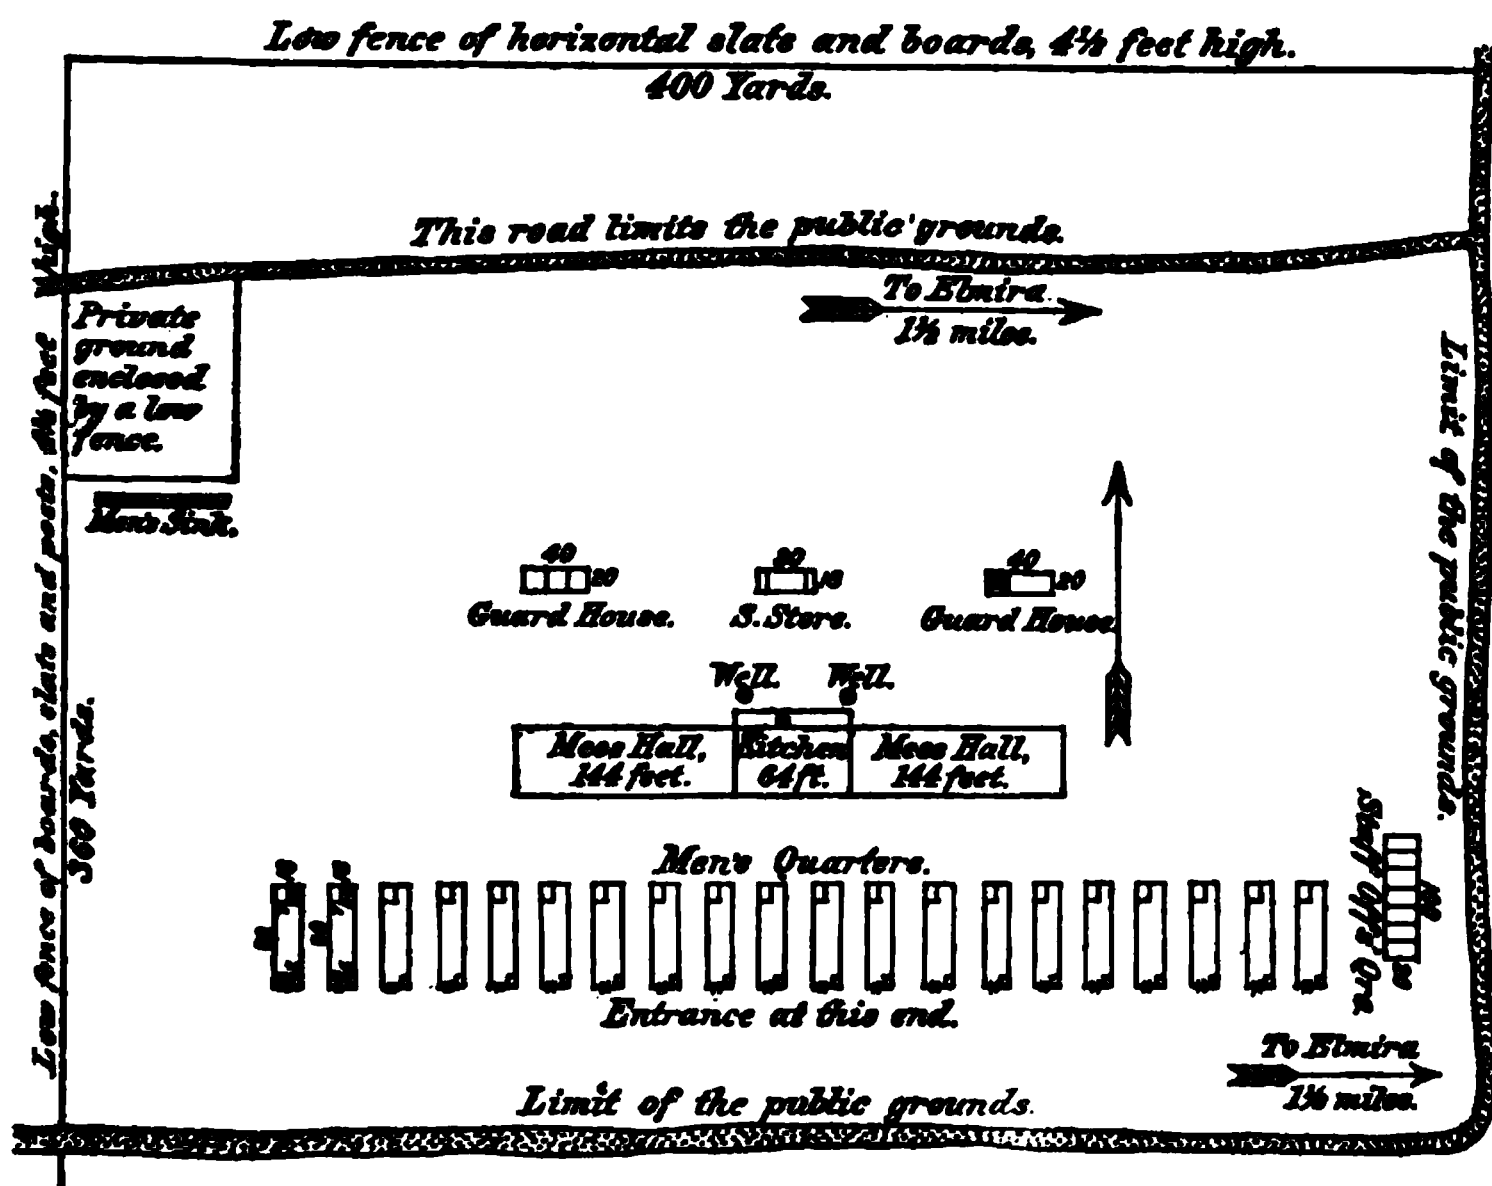 Low fence of horizontal slats and boards, 4½ feet high.
400 Yards.
This road limits the public grounds.
To Elmira.
1½ miles.
Private
ground
enclosed
by a low
fence.
Men's Sink.
Low fence of boards, slats and posts, 4½ feet high.
360 Yards.
Limit of the public grounds.
40
20
Guard House.
30
16
S. Store.
40
20
Guard House.
Well.
Well.
Mess Hall,
144 feet.
Kitchen
64 ft.
Mess Hall,
144 feet.
Men's Quarters.
16
Entrance at this end.
Staff Off's' Qrs
100
20
To Elmira
1½ miles.
Limit of the public grounds.